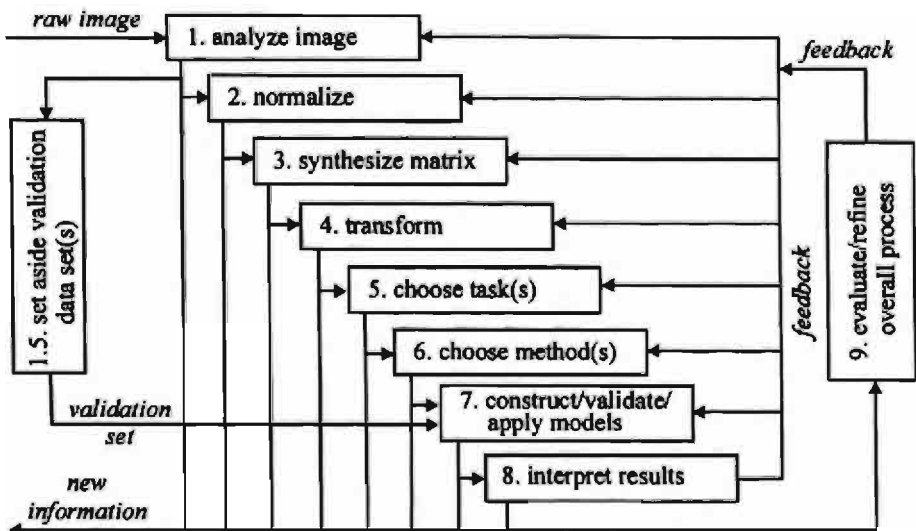 raw image
1. analyze image
feedback
2. normalize
3. synthesize matrix
1.5. set aside validation
data set(s)
4. transform
9. evaluate/refine
overall process
feedback
5. choose task(s)
6. choose method(s)
validation
set
7. construct/validate/
apply models
8. interpret results
new
information